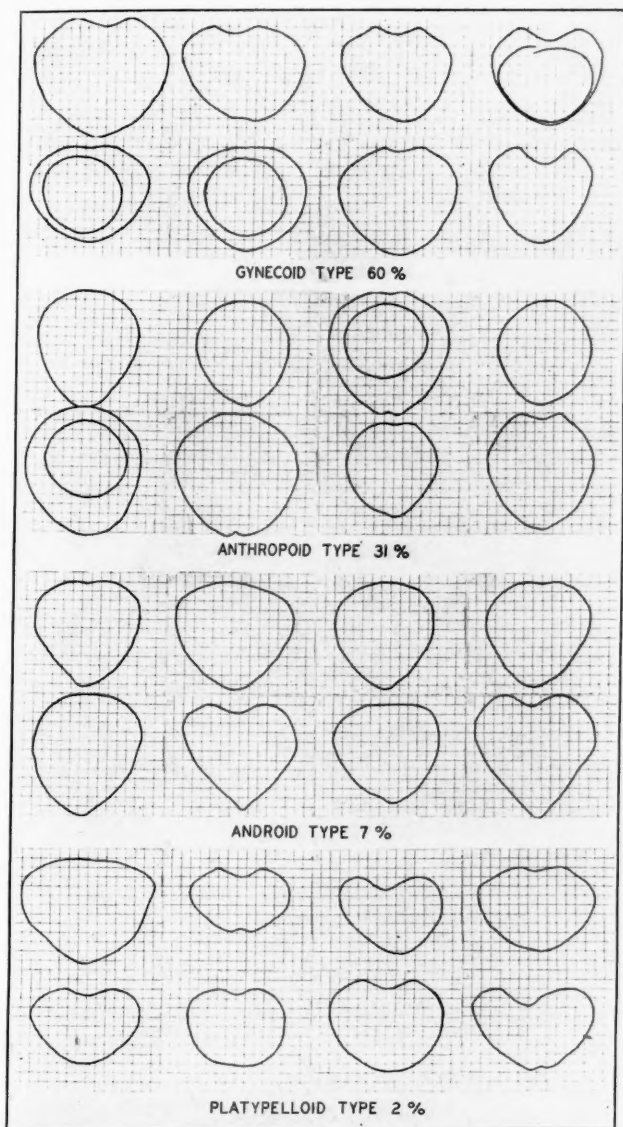 GYNECOID TYPE 60 %
ANTHROPOID TYPE 31 %
ANDROID TYPE 7 %
PLATYPELLOID TYPE 2 %